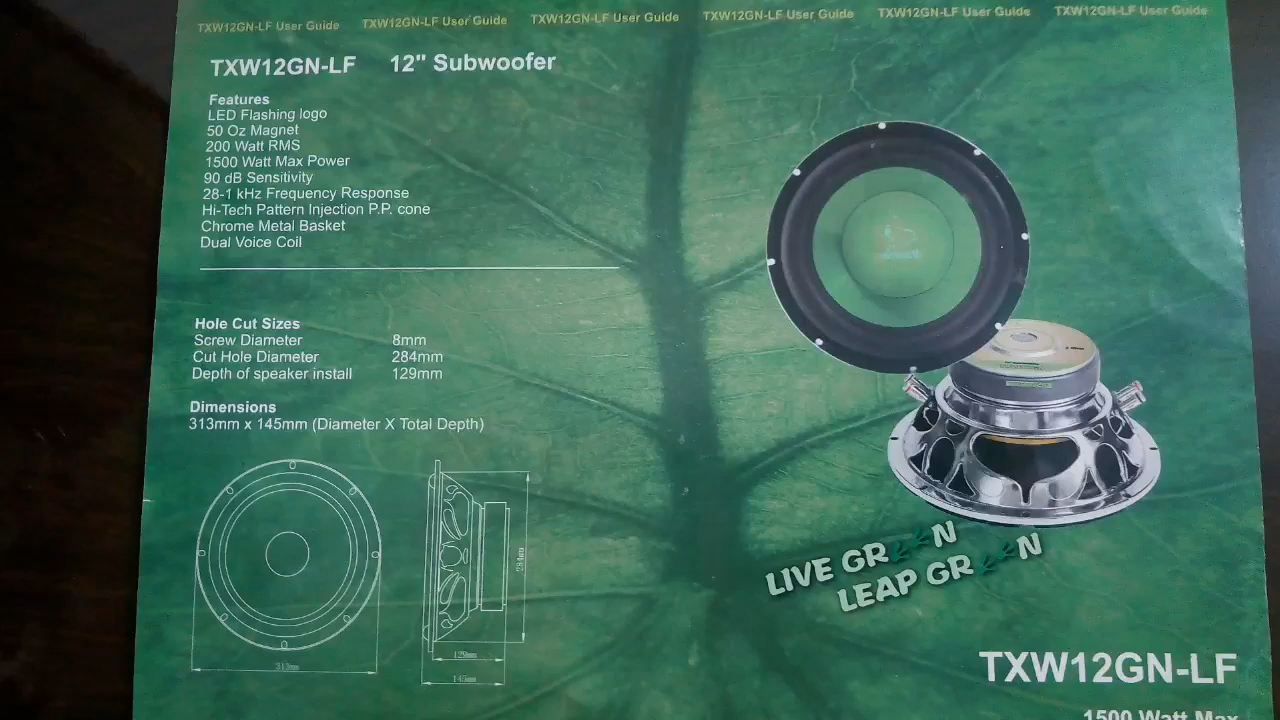 TXW12GN-LF User Guide TXW12GN-LF User Guide TXW12GN-LF User Guide TXW12GN-LF User Guide TXW12GN-LF User Guide TXW12GN-LF User Guide
TXW12GN-LF 12" Subwoofer
Features
LED Flashing logo
50 Oz Magnet
200 Watt RMS
1500 Watt Max Power
90 dB Sensitivity
28-1 kHz Frequency Response
Hi-Tech Pattern Injection P.P. cone
Chrome Metal Basket
Dual Voice Coil
Hole Cut Sizes
Screw Diameter 8mm
Cut Hole Diameter 284mm
Depth of speaker install 129mm
Dimensions
313mm x 145mm (Diameter X Total Depth)
284mm
313mm
129mm
145mm
LIVE GREEN
LEAP GREEN
TXW12GN-LF
1500 Watt Max